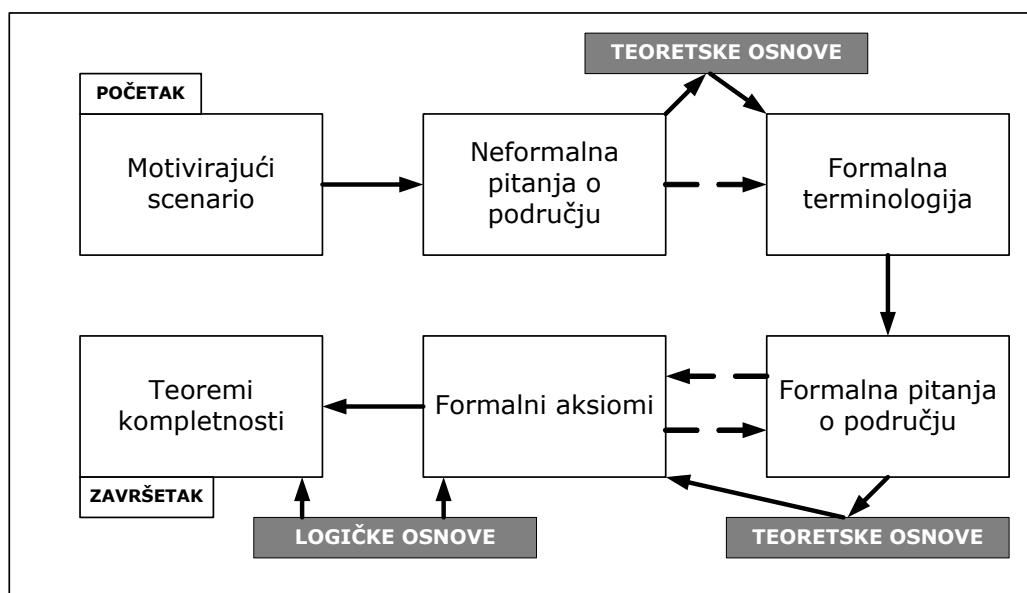 TEORETSKE OSNOVE
POČETAK
Motivirajući
scenario
Neformalna
pitanja o
području
Formalna
terminologija
Teoremi
kompletnosti
Formalni aksiomi
Formalna pitanja
o području
ZAVRŠETAK
LOGIČKE OSNOVE
TEORETSKE OSNOVE